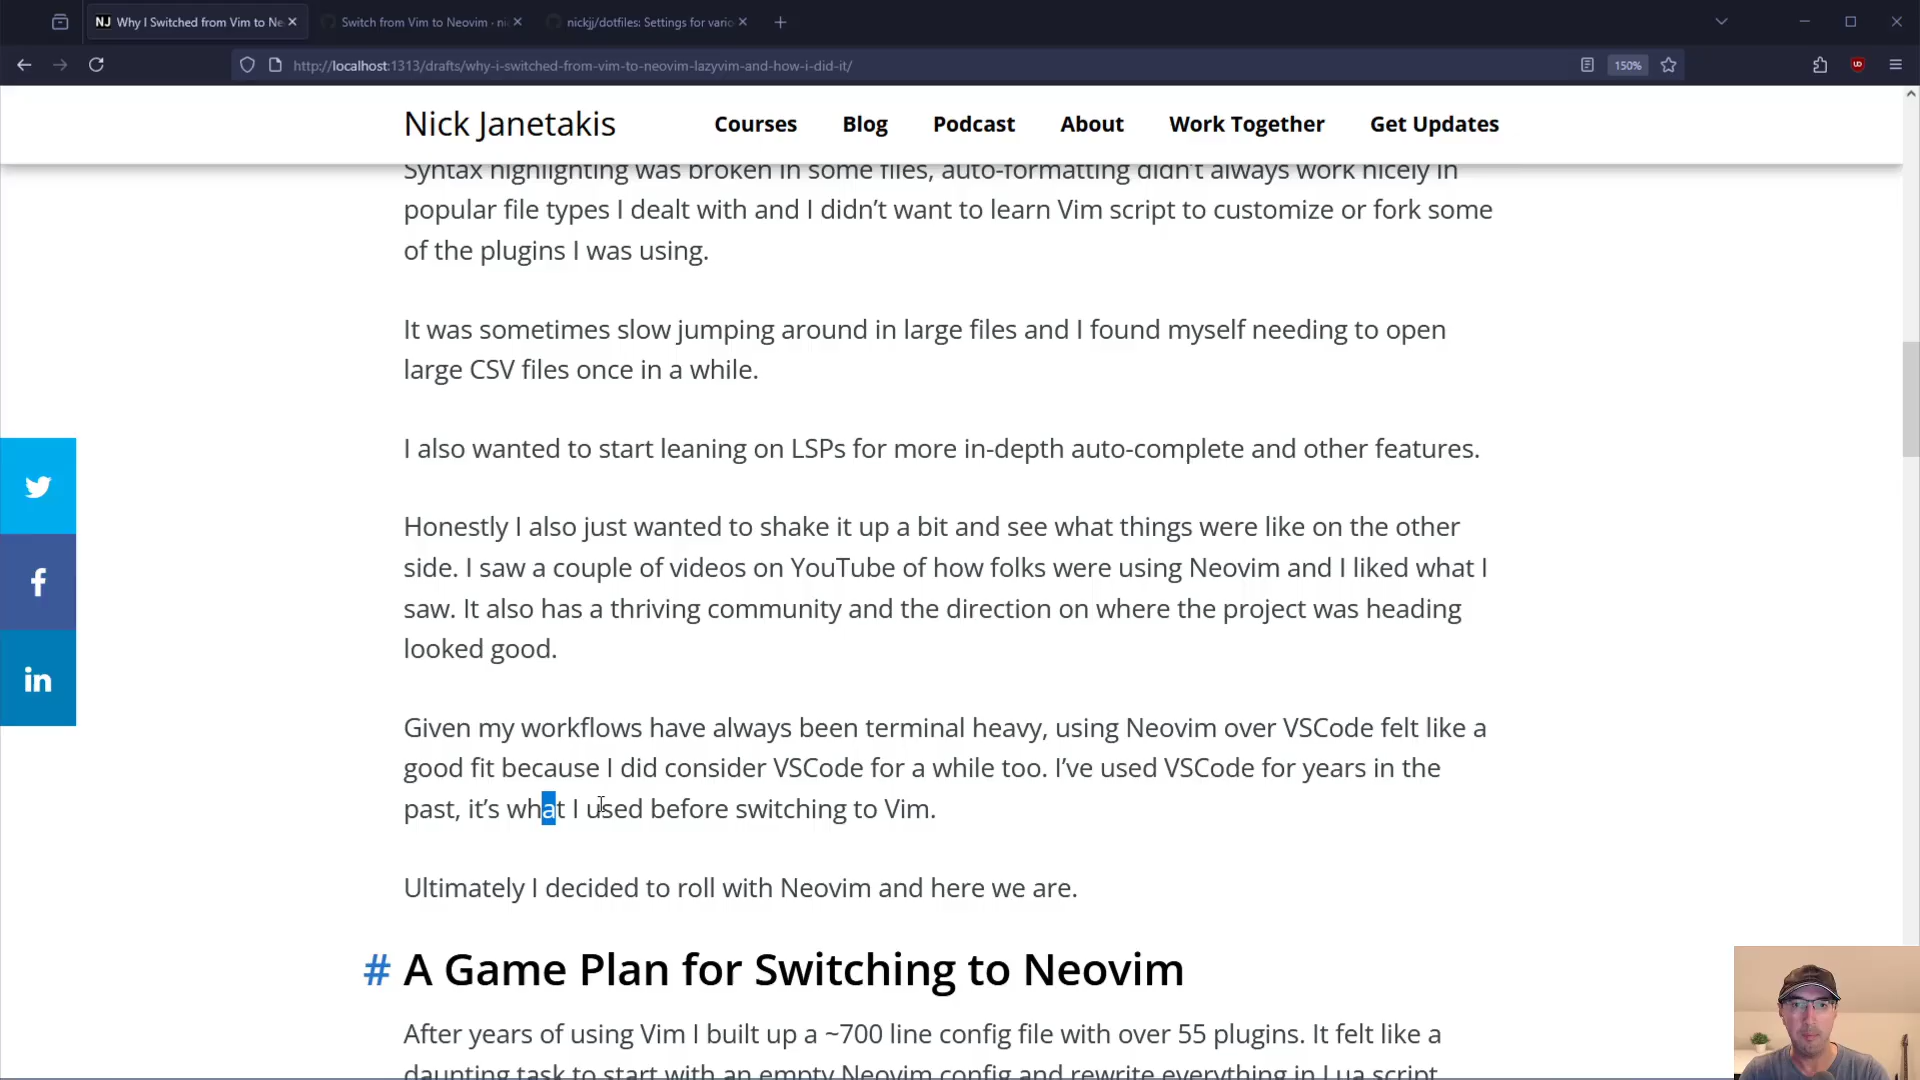 NJ Why I Switched from Vim to Ne
Switch from Vim to Neovim · ni
nickjj/dotfiles: Settings for vario
http://localhost:1313/drafts/why-i-switched-from-vim-to-neovim-lazyvim-and-how-i-did-it/
150%
Nick Janetakis
Courses
Blog
Podcast
About
Work Together
Get Updates
Syntax highlighting was broken in some files, auto-formatting didn’t always work nicely in
popular file types I dealt with and I didn’t want to learn Vim script to customize or fork some
of the plugins I was using.
It was sometimes slow jumping around in large files and I found myself needing to open
large CSV files once in a while.
I also wanted to start leaning on LSPs for more in-depth auto-complete and other features.
Honestly I also just wanted to shake it up a bit and see what things were like on the other
side. I saw a couple of videos on YouTube of how folks were using Neovim and I liked what I
saw. It also has a thriving community and the direction on where the project was heading
looked good.
Given my workflows have always been terminal heavy, using Neovim over VSCode felt like a
good fit because I did consider VSCode for a while too. I’ve used VSCode for years in the
past, it’s what I used before switching to Vim.
Ultimately I decided to roll with Neovim and here we are.
# A Game Plan for Switching to Neovim
After years of using Vim I built up a ~700 line config file with over 55 plugins. It felt like a
daunting task to start with an empty Neovim config and rewrite everything in Lua script